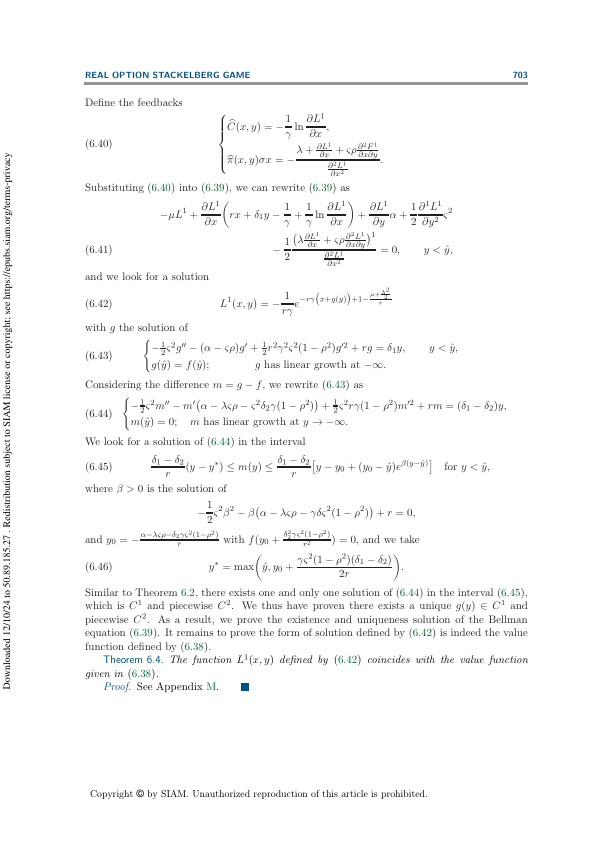 REAL OPTION STACKELBERG GAME 703
Define the feedbacks
(6.40) $\begin{cases} \widehat{C}(x,y) = -\frac{1}{\gamma} \ln \frac{\partial L^1}{\partial x}, \\ \widehat{\pi}(x,y)\sigma x = -\frac{\lambda + \frac{\partial L^1}{\partial x} + \varsigma\rho \frac{\partial^2 F^1}{\partial x \partial y}}{\frac{\partial^2 L^1}{\partial x^2}}. \end{cases}$
Substituting (6.40) into (6.39), we can rewrite (6.39) as
$-\mu L^1 + \frac{\partial L^1}{\partial x}\left(rx + \delta_1 y - \frac{1}{\gamma} + \frac{1}{\gamma} \ln \frac{\partial L^1}{\partial x}\right) + \frac{\partial L^1}{\partial y}\alpha + \frac{1}{2}\frac{\partial^1 L^1}{\partial y^2}\varsigma^2$
(6.41) $- \frac{1}{2}\frac{\left(\lambda \frac{\partial L^1}{\partial x} + \varsigma\rho \frac{\partial^2 L^1}{\partial x \partial y}\right)^1}{\frac{\partial^2 L^1}{\partial x^2}} = 0, \quad y < \hat{y},$
and we look for a solution
(6.42) $L^1(x,y) = -\frac{1}{r\gamma} e^{-r\gamma\left(x+g(y)\right)+1-\frac{\mu+\frac{\lambda^2}{2}}{r}}$
with g the solution of
(6.43) $\begin{cases} -\frac{1}{2}\varsigma^2 g'' - (\alpha - \varsigma\rho)g' + \frac{1}{2}r^2\gamma^2\varsigma^2(1-\rho^2)g'^2 + rg = \delta_1 y, \quad y < \hat{y}, \\ g(\hat{y}) = f(\hat{y}); \quad g \text{ has linear growth at } -\infty. \end{cases}$
Considering the difference m = g − f, we rewrite (6.43) as
(6.44) $\begin{cases} -\frac{1}{2}\varsigma^2 m'' - m'\left(\alpha - \lambda\varsigma\rho - \varsigma^2\delta_2\gamma(1-\rho^2)\right) + \frac{1}{2}\varsigma^2 r\gamma(1-\rho^2)m'^2 + rm = (\delta_1 - \delta_2)y, \\ m(\hat{y}) = 0; \quad m \text{ has linear growth at } y \to -\infty. \end{cases}$
We look for a solution of (6.44) in the interval
(6.45) $\frac{\delta_1 - \delta_2}{r}(y - y^*) \le m(y) \le \frac{\delta_1 - \delta_2}{r}\left[y - y_0 + (y_0 - \hat{y})e^{\beta(y-\hat{y})}\right] \quad \text{for } y < \hat{y},$
where β > 0 is the solution of
$-\frac{1}{2}\varsigma^2\beta^2 - \beta\left(\alpha - \lambda\varsigma\rho - \gamma\delta\varsigma^2(1-\rho^2)\right) + r = 0,$
and $y_0 = -\frac{\alpha - \lambda\varsigma\rho - \delta_2\gamma\varsigma^2(1-\rho^2)}{r}$ with $f(y_0 + \frac{\delta_2^2\gamma\varsigma^2(1-\rho^2)}{r^2}) = 0$, and we take
(6.46) $y^* = \max\left(\hat{y}, y_0 + \frac{\gamma\varsigma^2(1-\rho^2)(\delta_1-\delta_2)}{2r}\right).$
Similar to Theorem 6.2, there exists one and only one solution of (6.44) in the interval (6.45),
which is $C^1$ and piecewise $C^2$. We thus have proven there exists a unique $g(y) \in C^1$ and
piecewise $C^2$. As a result, we prove the existence and uniqueness solution of the Bellman
equation (6.39). It remains to prove the form of solution defined by (6.42) is indeed the value
function defined by (6.38).
Theorem 6.4. The function $L^1(x,y)$ defined by (6.42) coincides with the value function
given in (6.38).
Proof. See Appendix M. ■
Copyright © by SIAM. Unauthorized reproduction of this article is prohibited.
Downloaded 12/10/24 to 50.89.185.27 . Redistribution subject to SIAM license or copyright; see https://epubs.siam.org/terms-privacy